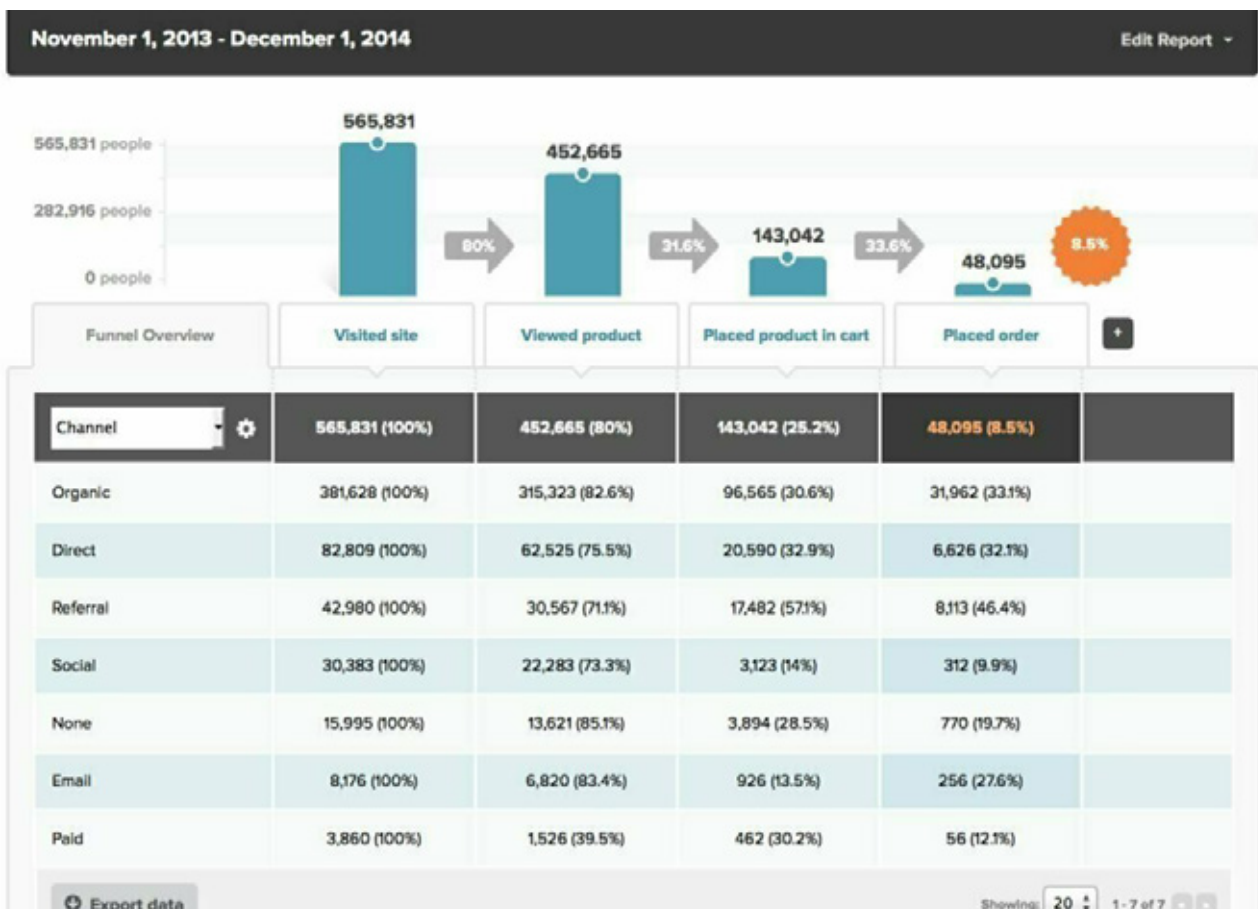 November 1, 2013 - December 1, 2014 Edit Report
565,831
565,831 people
452,665
282,916 people
143,042
80% 31.6% 33.6% 8.5%
48,095
0 people
Funnel Overview Visited site Viewed product Placed product in cart Placed order +
Channel 565,831 (100%) 452,665 (80%) 143,042 (25.2%) 48,095 (8.5%)
Organic 381,628 (100%) 315,323 (82.6%) 96,565 (30.6%) 31,962 (33.1%)
Direct 82,809 (100%) 62,525 (75.5%) 20,590 (32.9%) 6,626 (32.1%)
Referral 42,980 (100%) 30,567 (71.1%) 17,482 (57.1%) 8,113 (46.4%)
Social 30,383 (100%) 22,283 (73.3%) 3,123 (14%) 312 (9.9%)
None 15,995 (100%) 13,621 (85.1%) 3,894 (28.5%) 770 (19.7%)
Email 8,176 (100%) 6,820 (83.4%) 926 (13.5%) 256 (27.6%)
Paid 3,860 (100%) 1,526 (39.5%) 462 (30.2%) 56 (12.1%)
Export data Showing: 20 1-7 of 7